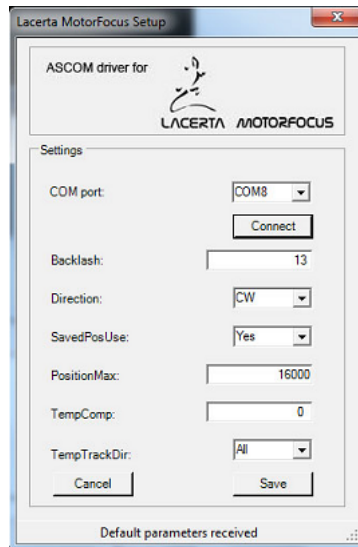 Lacerta MotorFocus Setup
ASCOM driver for
LACERTA MOTORFOCUS
Settings
COM port: COM8
Connect
Backlash: 13
Direction: CW
SavedPosUse: Yes
PositionMax: 16000
TempComp: 0
TempTrackDir: All
Cancel Save
Default parameters received